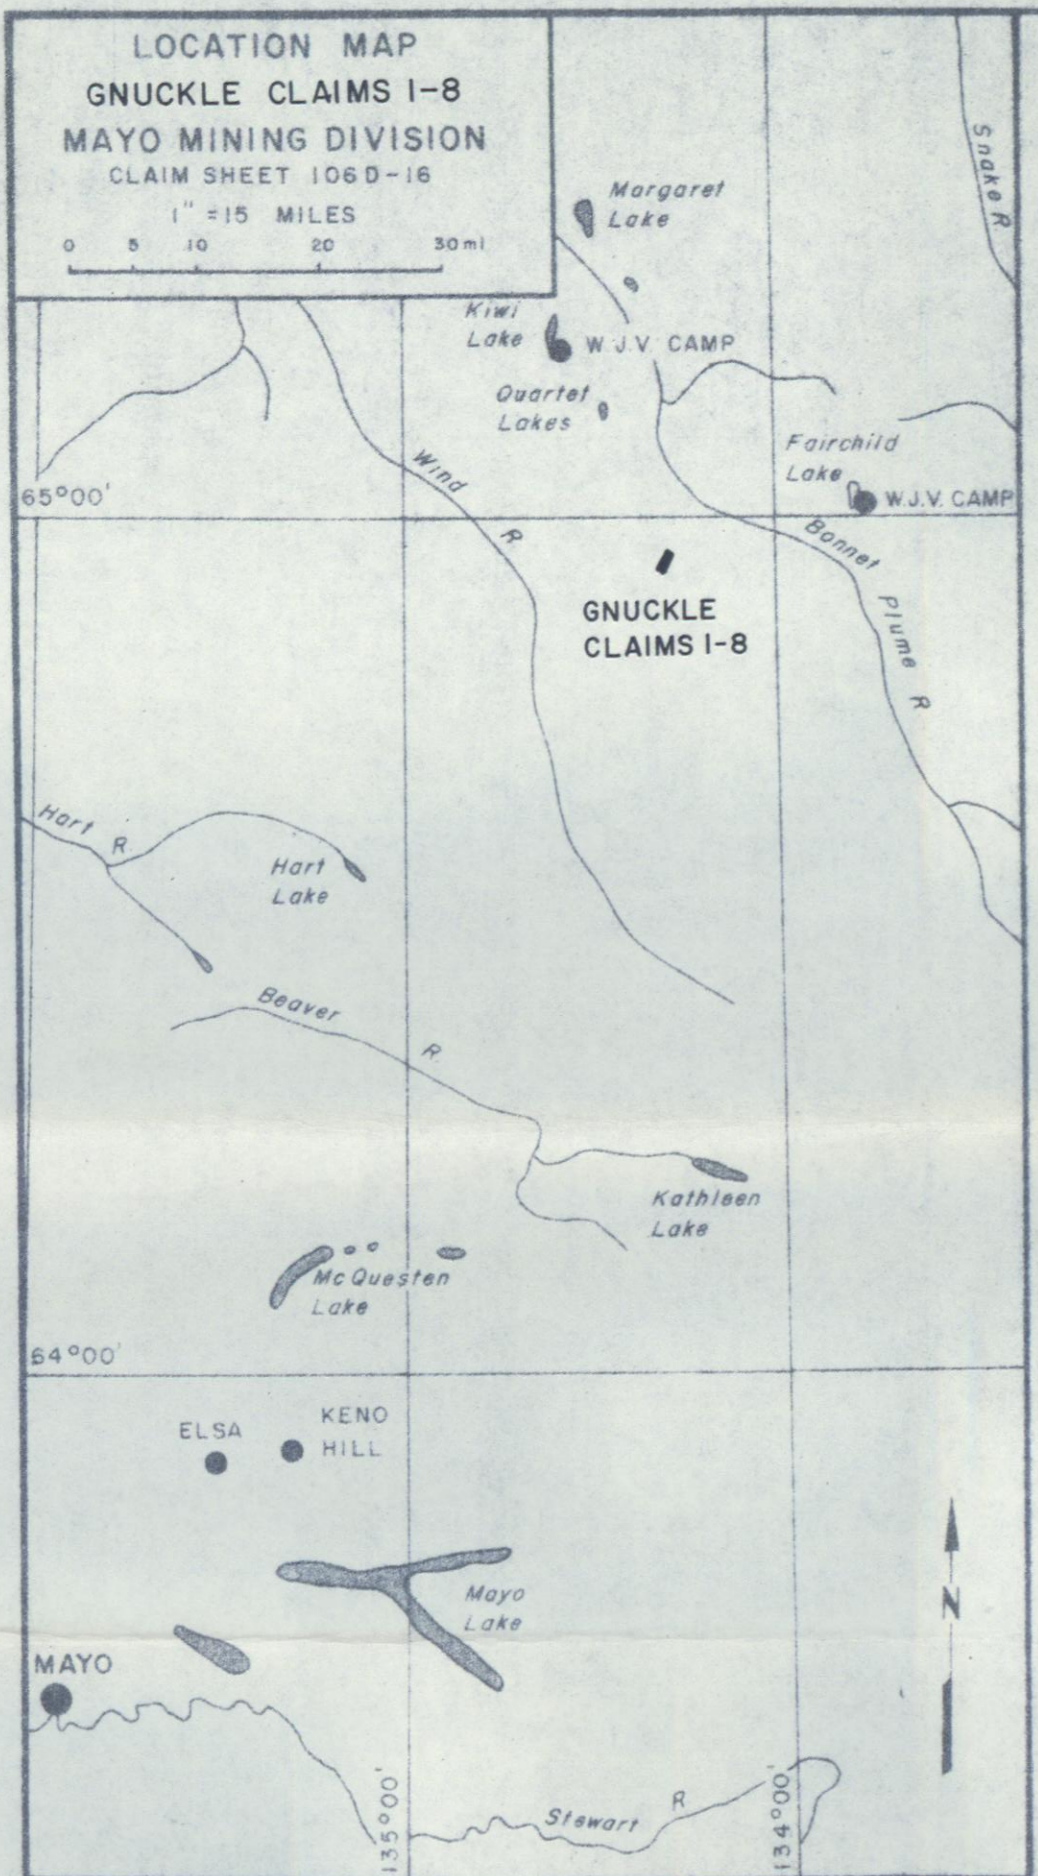 LOCATION MAP
GNUCKLE CLAIMS 1-8
MAYO MINING DIVISION
CLAIM SHEET 106D-16
1" = 15 MILES
0 5 10 20 30 mi
Snake R
Margaret
Lake
Kiwi
Lake
W.J.V. CAMP
Quartet
Lakes
Fairchild
Lake
W.J.V. CAMP
65°00'
Wind R
Bonnet Plume R
GNUCKLE
CLAIMS 1-8
Hart R.
Hart
Lake
Beaver R.
Kathleen
Lake
McQuesten
Lake
64°00'
ELSA
KENO
HILL
Mayo
Lake
N
MAYO
Stewart R
135°00'
134°00'